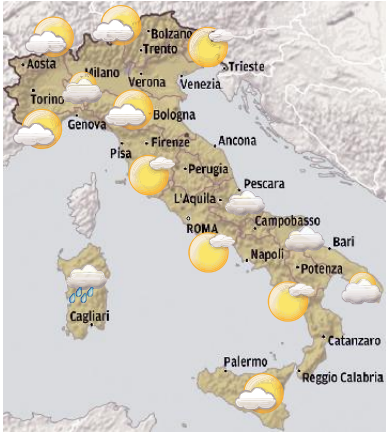 Bolzano
Trento
Aosta
Milano
Trieste
Verona
Venezia
Torino
Genova
Bologna
Firenze
Ancona
Pisa
Perugia
Pescara
L'Aquila
ROMA
Campobasso
Bari
Napoli
Potenza
Cagliari
Catanzaro
Palermo
Reggio Calabria